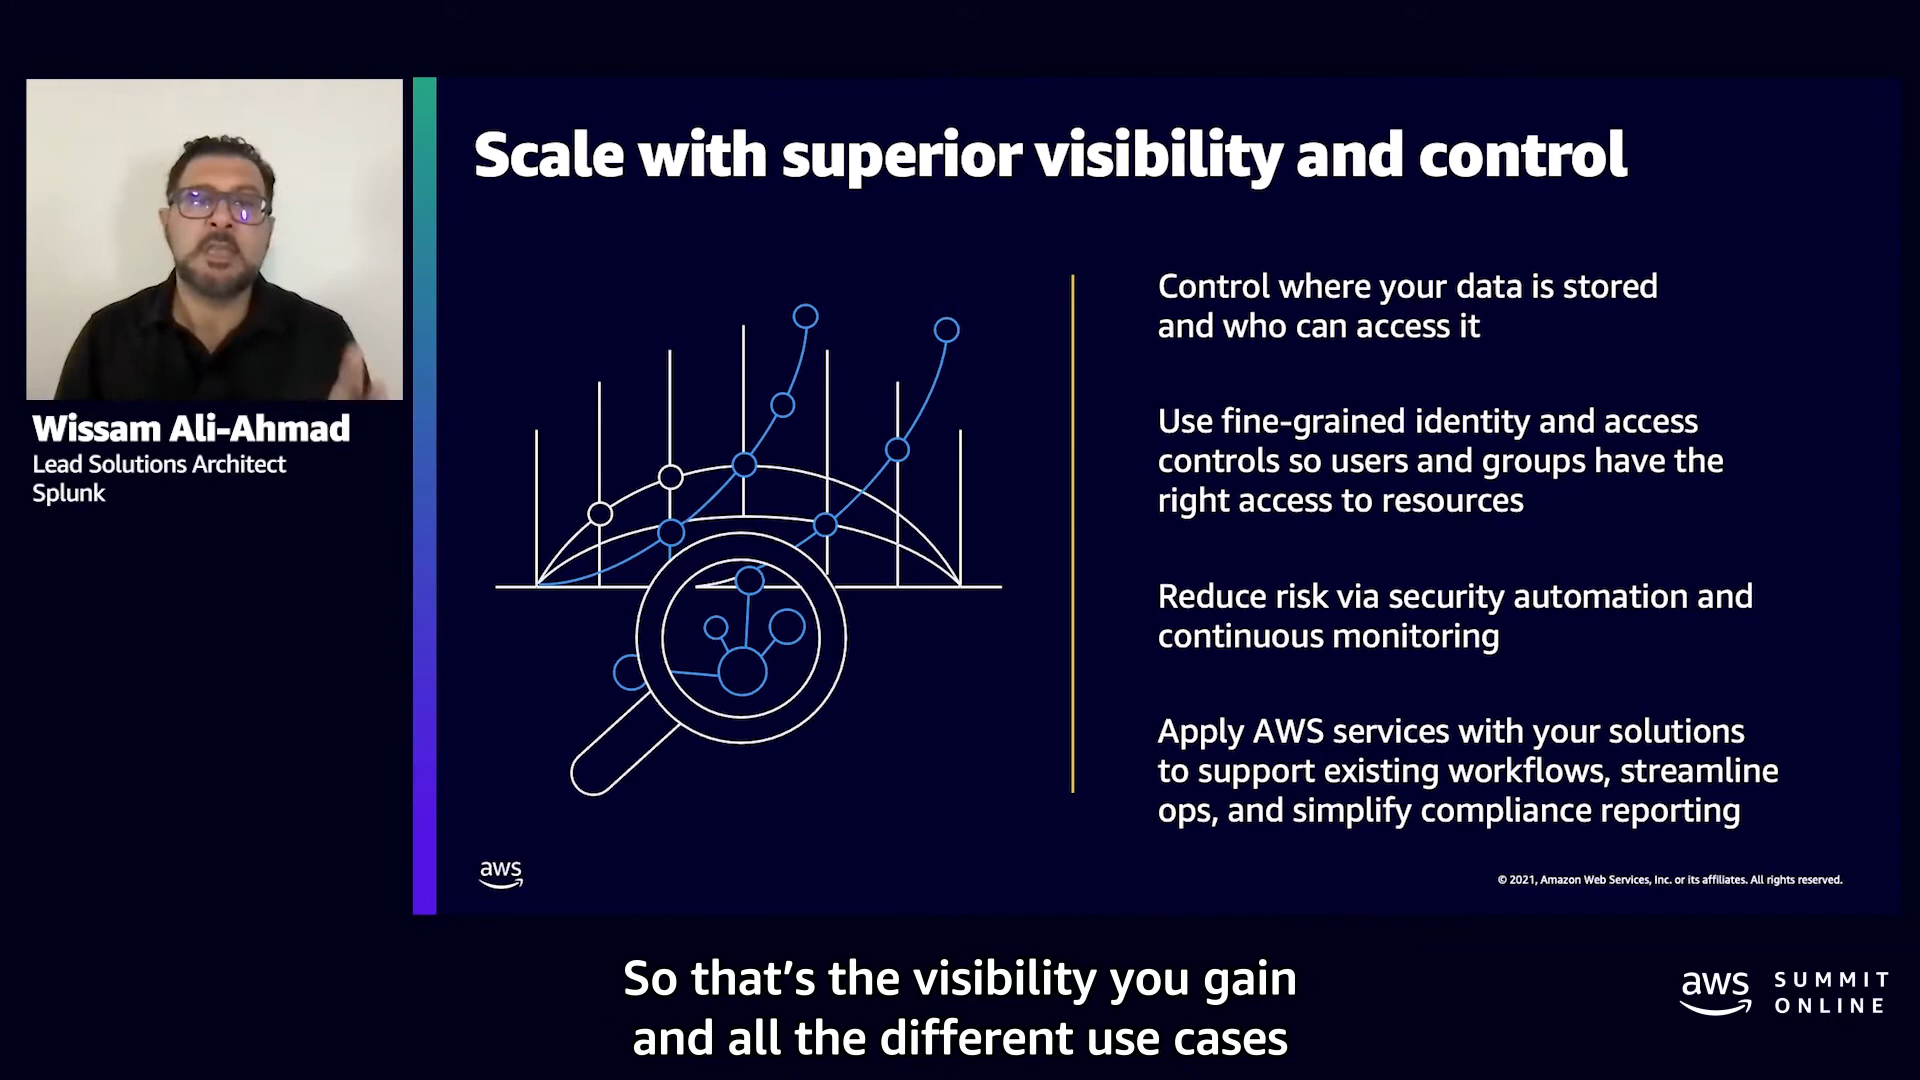 Scale with superior visibility and control
Wissam Ali-Ahmad
Lead Solutions Architect
Splunk
Control where your data is stored
and who can access it
Use fine-grained identity and access
controls so users and groups have the
right access to resources
Reduce risk via security automation and
continuous monitoring
Apply AWS services with your solutions
to support existing workflows, streamline
ops, and simplify compliance reporting
aws
© 2021, Amazon Web Services, Inc. or its affiliates. All rights reserved.
So that's the visibility you gain
and all the different use cases
aws SUMMIT
ONLINE